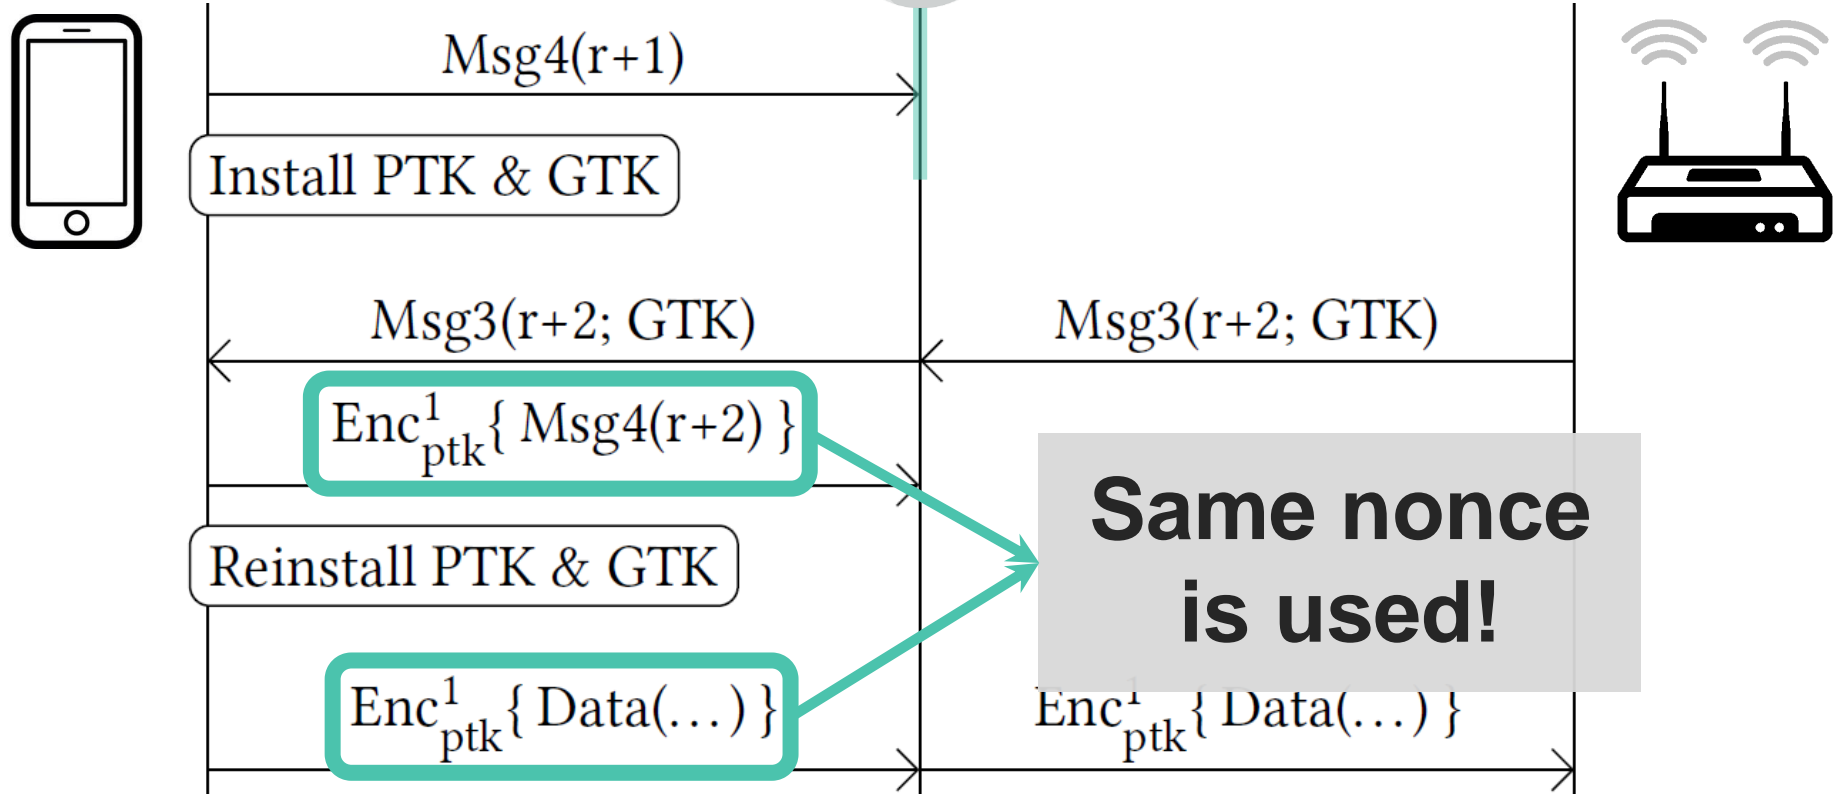 Msg4(r+1)
Install PTK & GTK
Msg3(r+2; GTK)
Msg3(r+2; GTK)
Enc¹ptk{ Msg4(r+2) }
Same nonce
is used!
Reinstall PTK & GTK
Enc¹ptk{ Data(…) }
Enc¹ptk{ Data(…) }